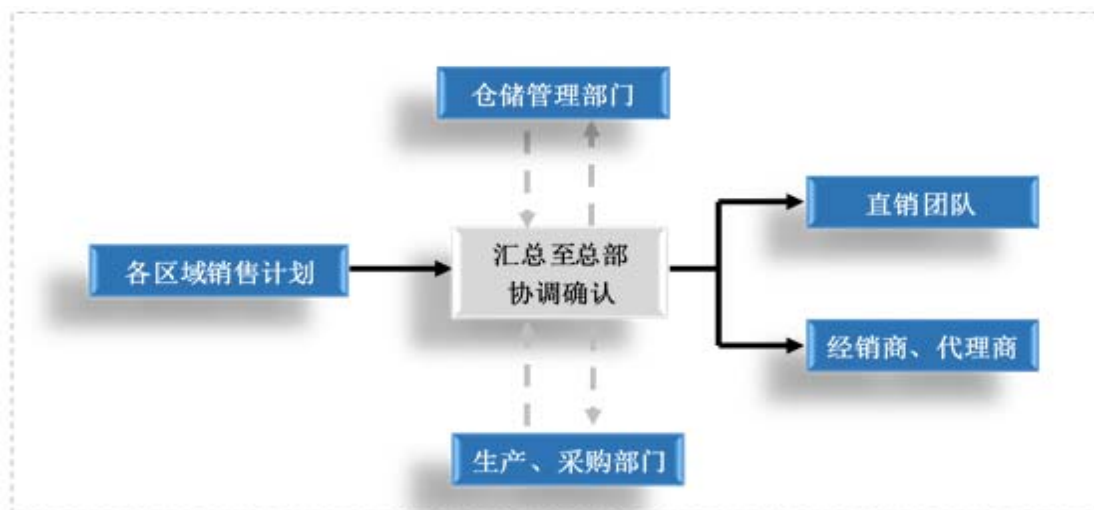 仓储管理部门
直销团队
各区域销售计划
汇总至总部
协调确认
经销商、代理商
生产、采购部门